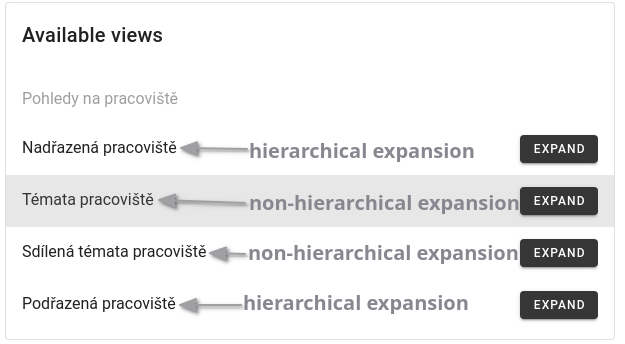 Available views
Pohledy na pracoviště
Nadřazená pracoviště hierarchical expansion EXPAND
Témata pracoviště non-hierarchical expansion EXPAND
Sdílená témata pracoviště non-hierarchical expansion EXPAND
Podřazená pracoviště hierarchical expansion EXPAND